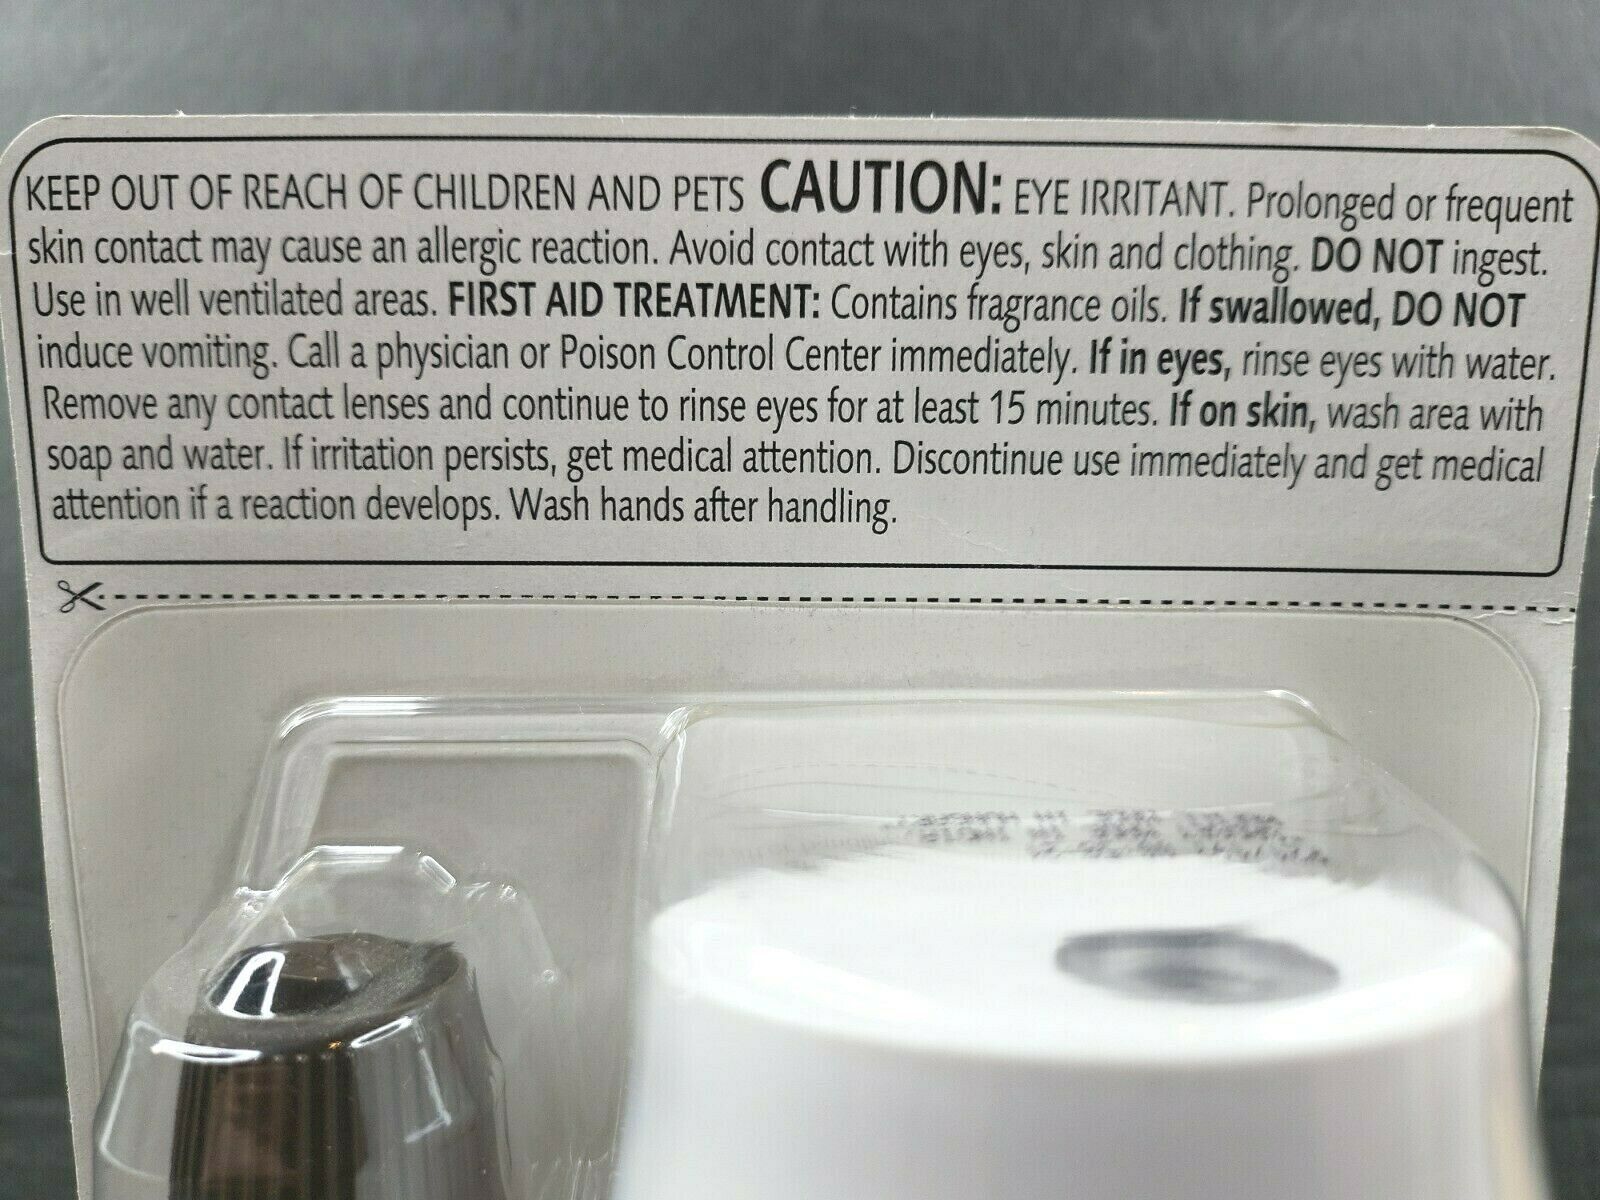 KEEP OUT OF REACH OF CHILDREN AND PETS CAUTION: EYE IRRITANT. Prolonged or frequent
skin contact may cause an allergic reaction. Avoid contact with eyes, skin and clothing. DO NOT ingest.
Use in well ventilated areas. FIRST AID TREATMENT: Contains fragrance oils. If swallowed, DO NOT
induce vomiting. Call a physician or Poison Control Center immediately. If in eyes, rinse eyes with water.
Remove any contact lenses and continue to rinse eyes for at least 15 minutes. If on skin, wash area with
soap and water. If irritation persists, get medical attention. Discontinue use immediately and get medical
attention if a reaction develops. Wash hands after handling.